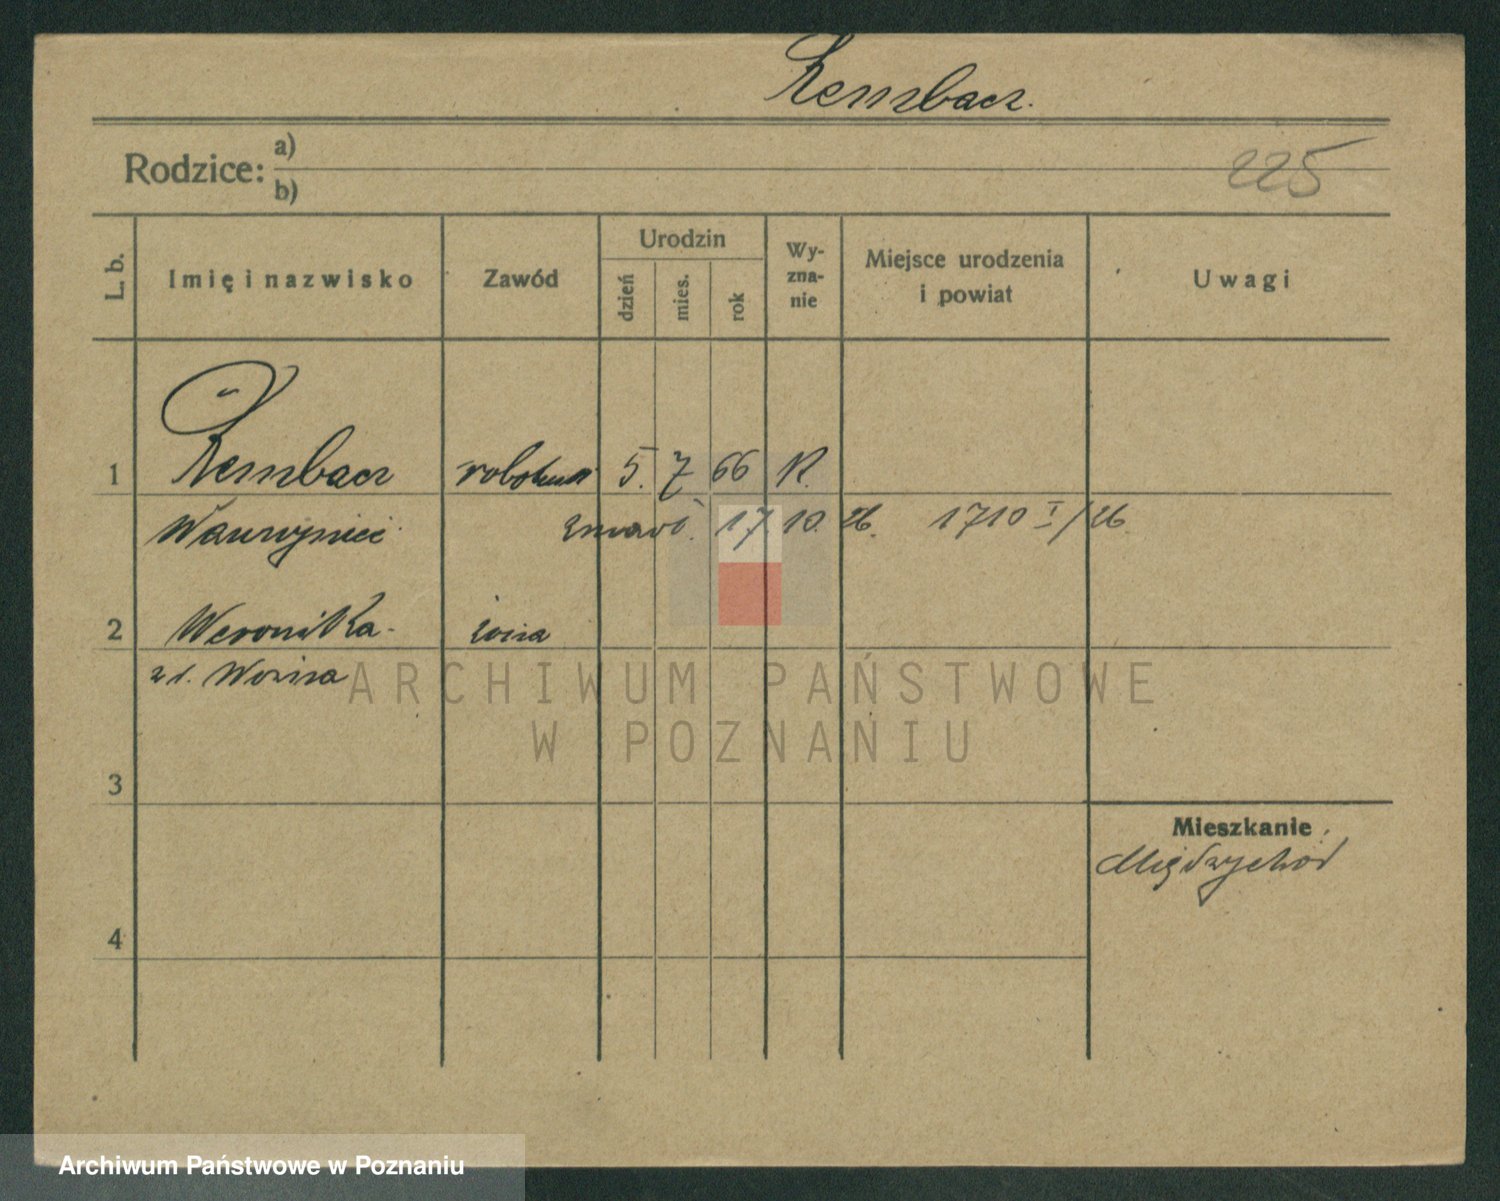 Rembacz.
Rodzice: a)
b)
225
L. b.
Imię i nazwisko
Zawód
Urodzin
dzień
mies.
rok
Wy-
zna-
nie
Miejsce urodzenia
i powiat
Uwagi
1 Rembacz robotnik 5. 7 66 R.
Wawrzyniec zmarł. 17. 10. 26. 1710 I/26
2 Weronika żona
z d. Woźna
ARCHIWUM PAŃSTWOWE
W POZNANIU
3
Mieszkanie
Międzychód
4
Archiwum Państwowe w Poznaniu